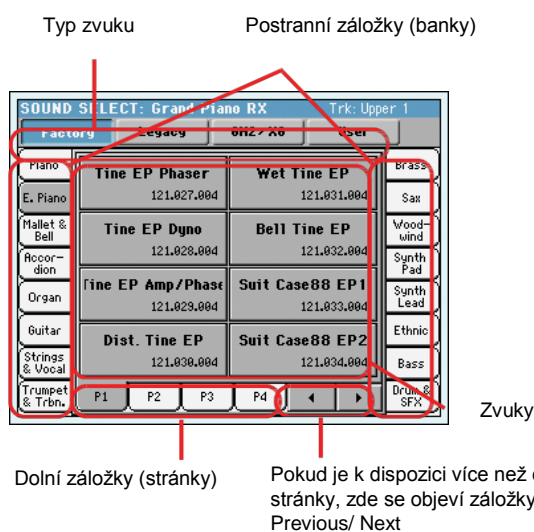 Typ zvuku
Postranní záložky (banky)
SOUND SELECT: Grand Piano RX
Trk: Upper 1
Factory
Legacy
GM2/XG
User
Piano
E. Piano
Mallet &
Bell
Accor-
dion
Organ
Guitar
Strings
& Vocal
Trumpet
& Trbn.
Tine EP Phaser
121.027.004
Wet Tine EP
121.031.004
Tine EP Dyno
121.028.004
Bell Tine EP
121.032.004
Tine EP Amp/Phase
121.029.004
Suit Case88 EP1
121.033.004
Dist. Tine EP
121.030.004
Suit Case88 EP2
121.034.004
Brass
Sax
Wood-
wind
Synth
Pad
Synth
Lead
Ethnic
Bass
Drum &
SFX
P1
P2
P3
P4
Zvuky
Dolní záložky (stránky)
Pokud je k dispozici více než
stránky, zde se objeví záložky
Previous/ Next